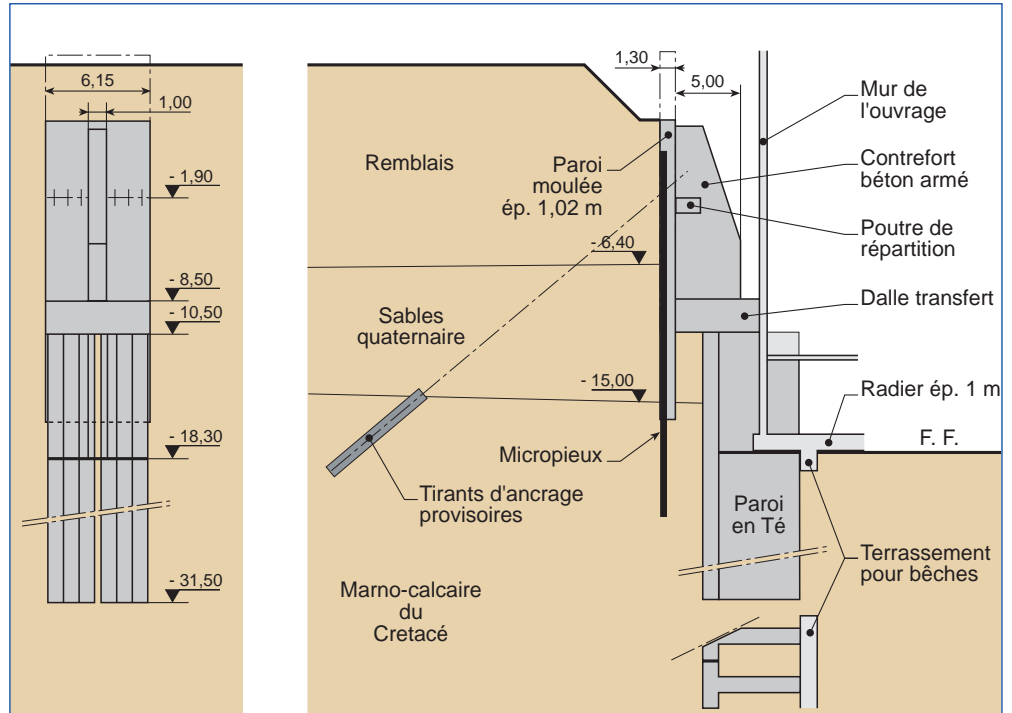 6,15
1,00
- 1,90
- 8,50
- 10,50
- 18,30
- 31,50
1,30
5,00
Remblais
Paroi
moulée
ép. 1,02 m
- 6,40
Sables
quaternaire
- 15,00
Micropieux
Tirants d'ancrage
provisoires
Marno-calcaire
du
Cretacé
Mur de
l'ouvrage
Contrefort
béton armé
Poutre de
répartition
Dalle transfert
Radier ép. 1 m
F. F.
Paroi
en Té
Terrassement
pour bêches